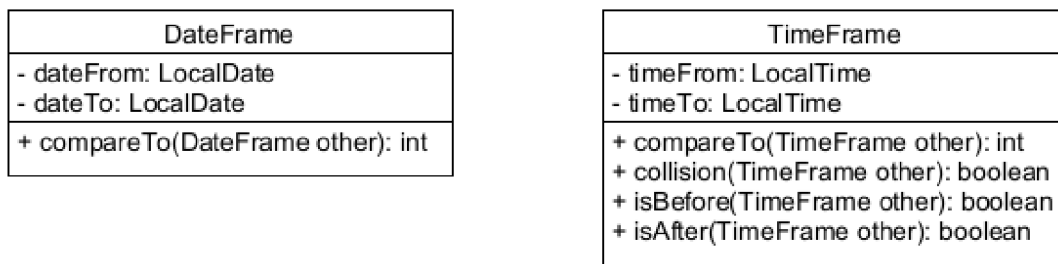 DateFrame
- dateFrom: LocalDate
- dateTo: LocalDate
+ compareTo(DateFrame other): int
TimeFrame
- timeFrom: LocalTime
- timeTo: LocalTime
+ compareTo(TimeFrame other): int
+ collision(TimeFrame other): boolean
+ isBefore(TimeFrame other): boolean
+ isAfter(TimeFrame other): boolean